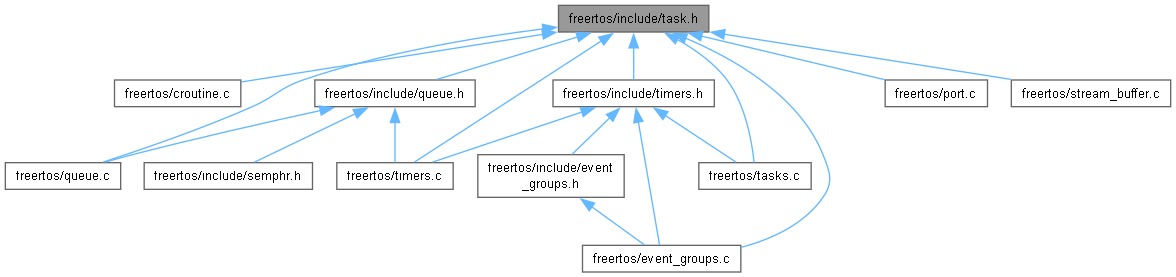 freertos/include/task.h
freertos/croutine.c
freertos/include/queue.h
freertos/include/timers.h
freertos/port.c
freertos/stream_buffer.c
freertos/queue.c
freertos/include/semphr.h
freertos/timers.c
freertos/include/event
_groups.h
freertos/tasks.c
freertos/event_groups.c